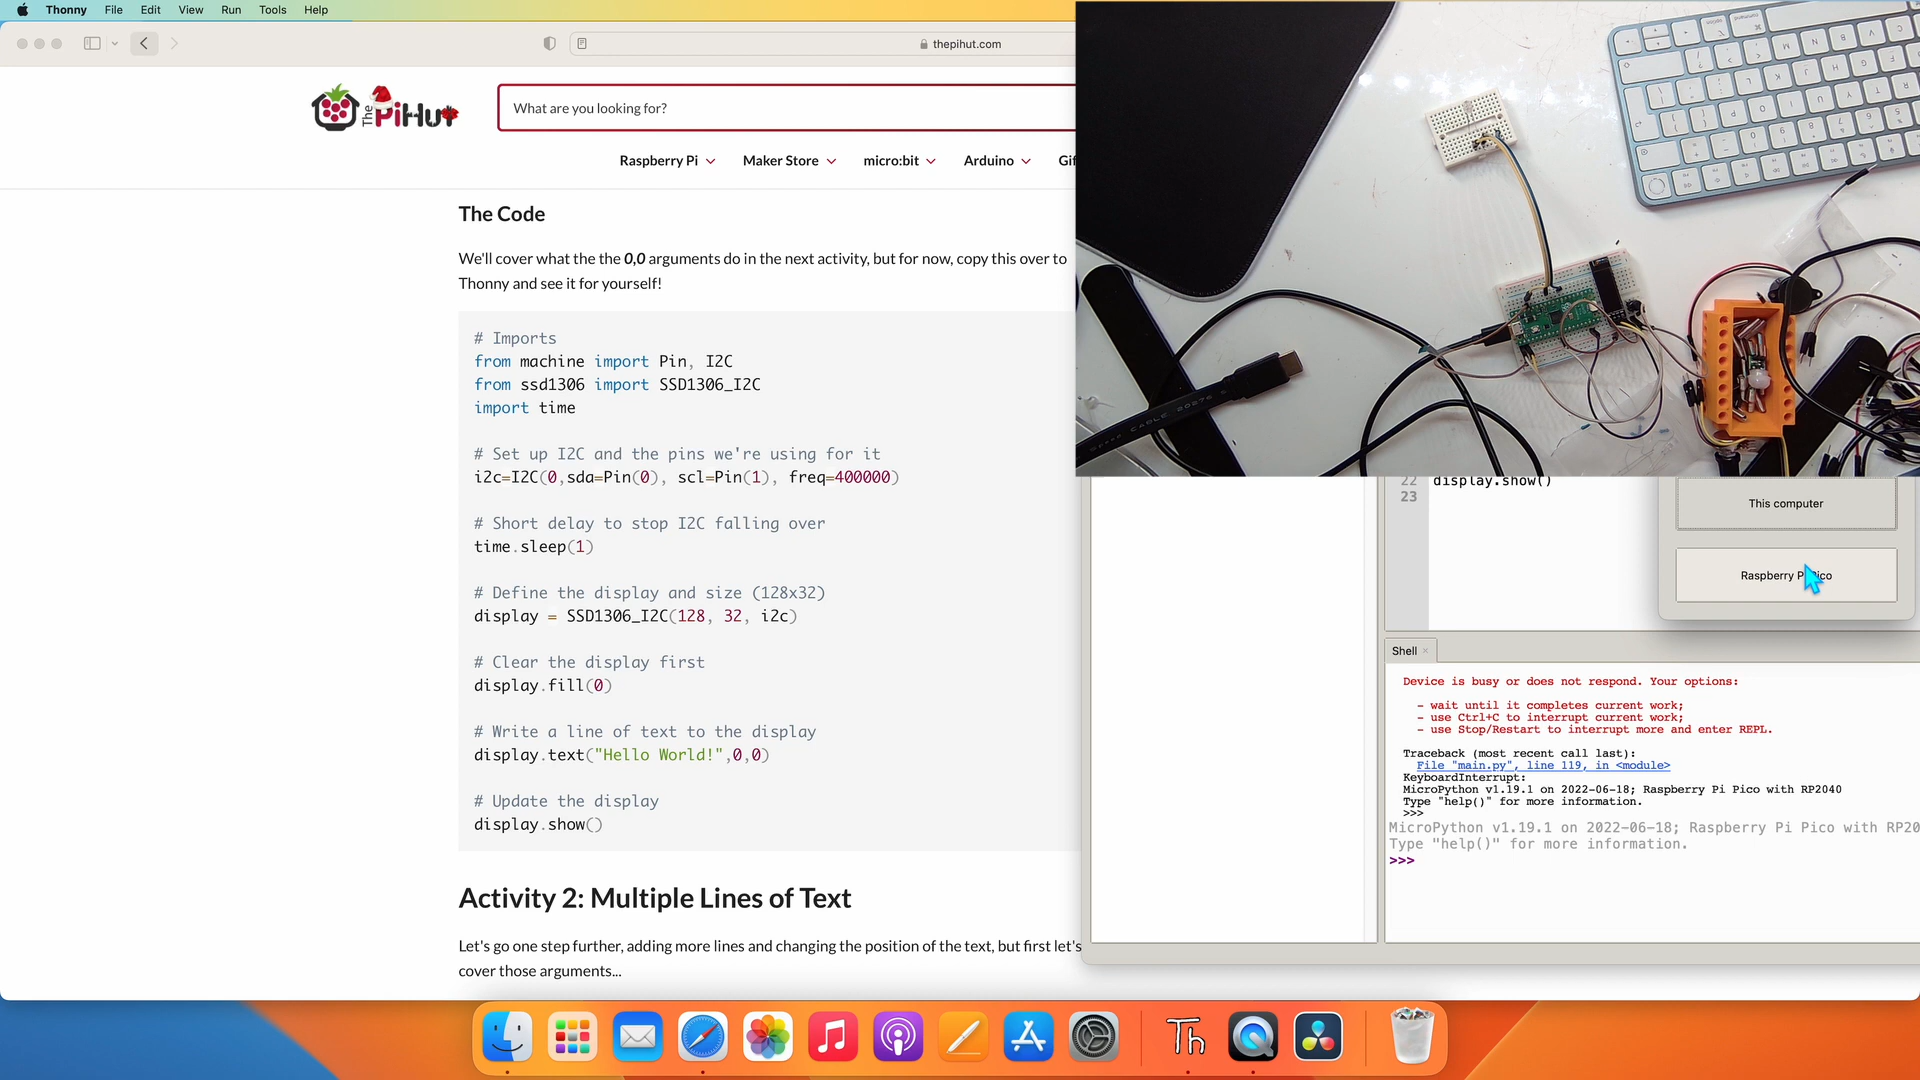 Thonny File Edit View Run Tools Help
thepihut.com
The PiHut
What are you looking for?
Raspberry Pi Maker Store micro:bit Arduino Gif
The Code
We'll cover what the the 0,0 arguments do in the next activity, but for now, copy this over to
Thonny and see it for yourself!
# Imports
from machine import Pin, I2C
from ssd1306 import SSD1306_I2C
import time
# Set up I2C and the pins we're using for it
i2c=I2C(0,sda=Pin(0), scl=Pin(1), freq=400000)
# Short delay to stop I2C falling over
time.sleep(1)
# Define the display and size (128x32)
display = SSD1306_I2C(128, 32, i2c)
# Clear the display first
display.fill(0)
# Write a line of text to the display
display.text("Hello World!",0,0)
# Update the display
display.show()
Activity 2: Multiple Lines of Text
Let's go one step further, adding more lines and changing the position of the text, but first let's
cover those arguments...
22 display.show()
23
This computer
Raspberry Pi Pico
Shell
Device is busy or does not respond. Your options:
- wait until it completes current work;
- use Ctrl+C to interrupt current work;
- use Stop/Restart to interrupt more and enter REPL.
Traceback (most recent call last):
File "main.py", line 119, in <module>
KeyboardInterrupt:
MicroPython v1.19.1 on 2022-06-18; Raspberry Pi Pico with RP2040
Type "help()" for more information.
>>>
MicroPython v1.19.1 on 2022-06-18; Raspberry Pi Pico with RP20
Type "help()" for more information.
>>>
Th